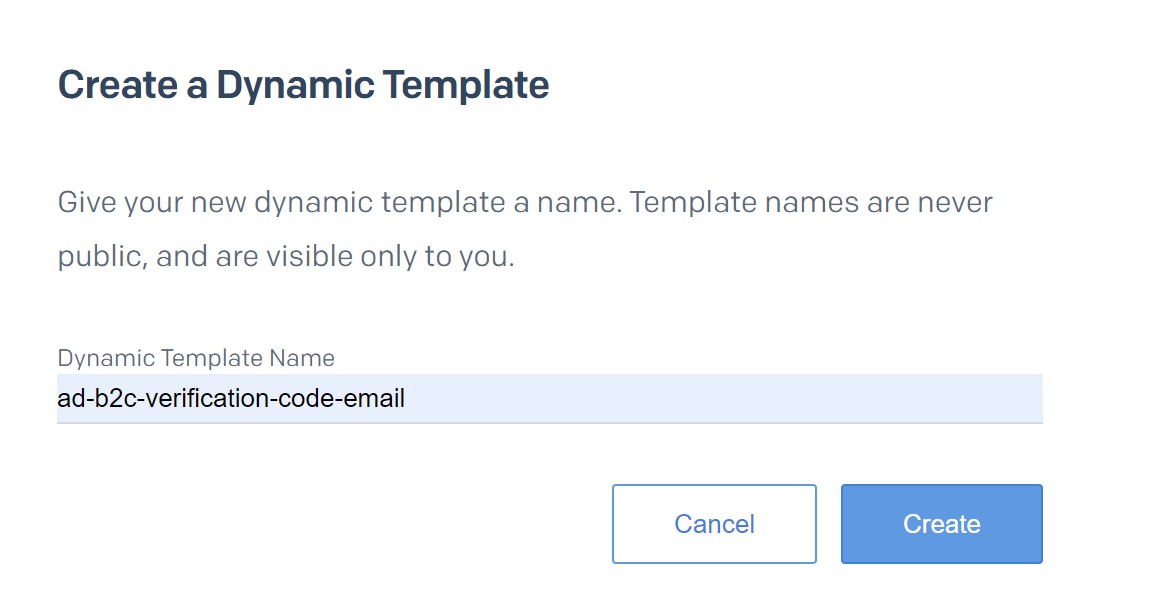 Create a Dynamic Template
Give your new dynamic template a name. Template names are never
public, and are visible only to you.
Dynamic Template Name
ad-b2c-verification-code-email
Cancel
Create